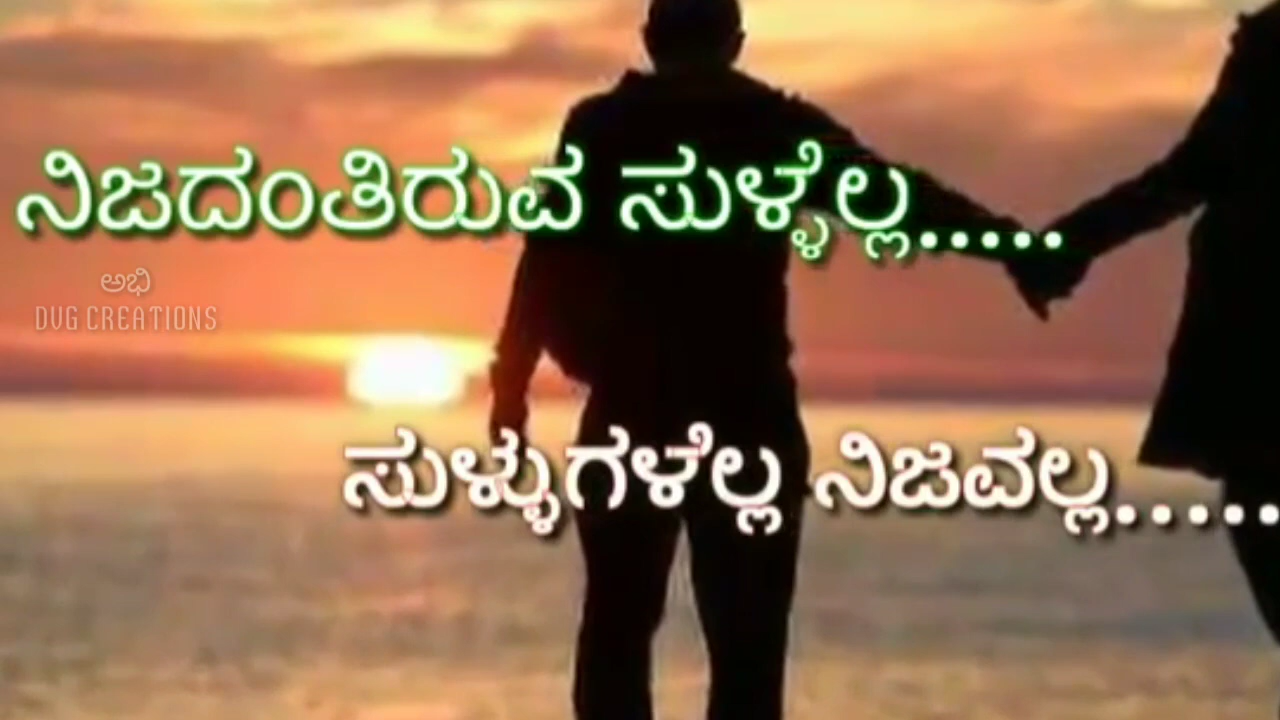 ನಿಜದಂತಿರುವ ಸುಳ್ಳೆಲ್ಲ.....
ಅಭಿ
DVG CREATIONS
ಸುಳ್ಳುಗಳೆಲ್ಲ ನಿಜವಲ್ಲ.....